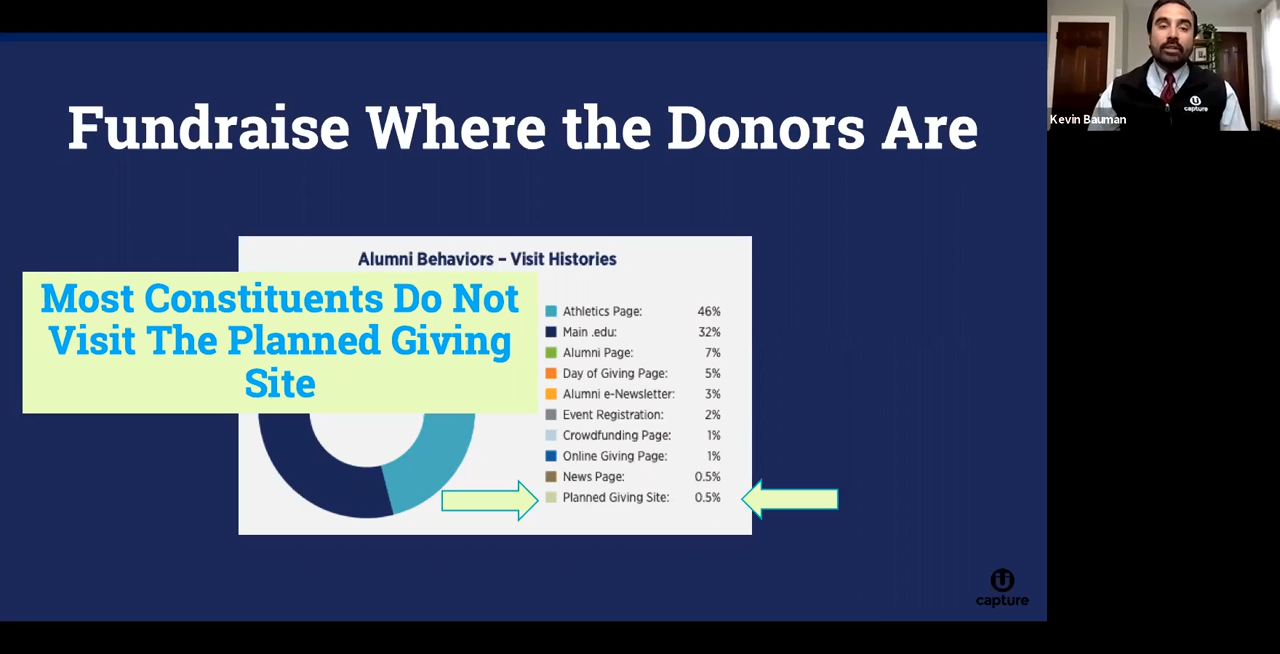 Fundraise Where the Donors Are
Alumni Behaviors – Visit Histories
Most Constituents Do Not
Visit The Planned Giving
Site
Athletics Page: 46%
Main .edu: 32%
Alumni Page: 7%
Day of Giving Page: 5%
Alumni e-Newsletter: 3%
Event Registration: 2%
Crowdfunding Page: 1%
Online Giving Page: 1%
News Page: 0.5%
Planned Giving Site: 0.5%
capture
capture
Kevin Bauman